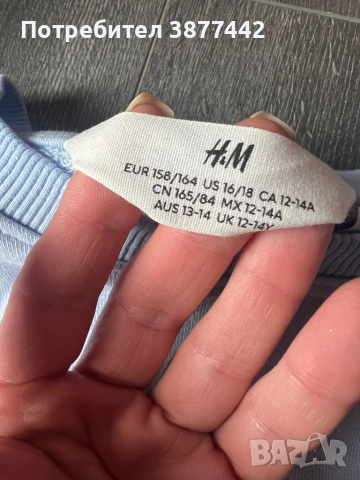 Потребител 3877442
H&M
EUR 158/164 US 16/18 CA 12-14A
CN 165/84 MX 12-14A
AUS 13-14 UK 12-14Y
BAZAR